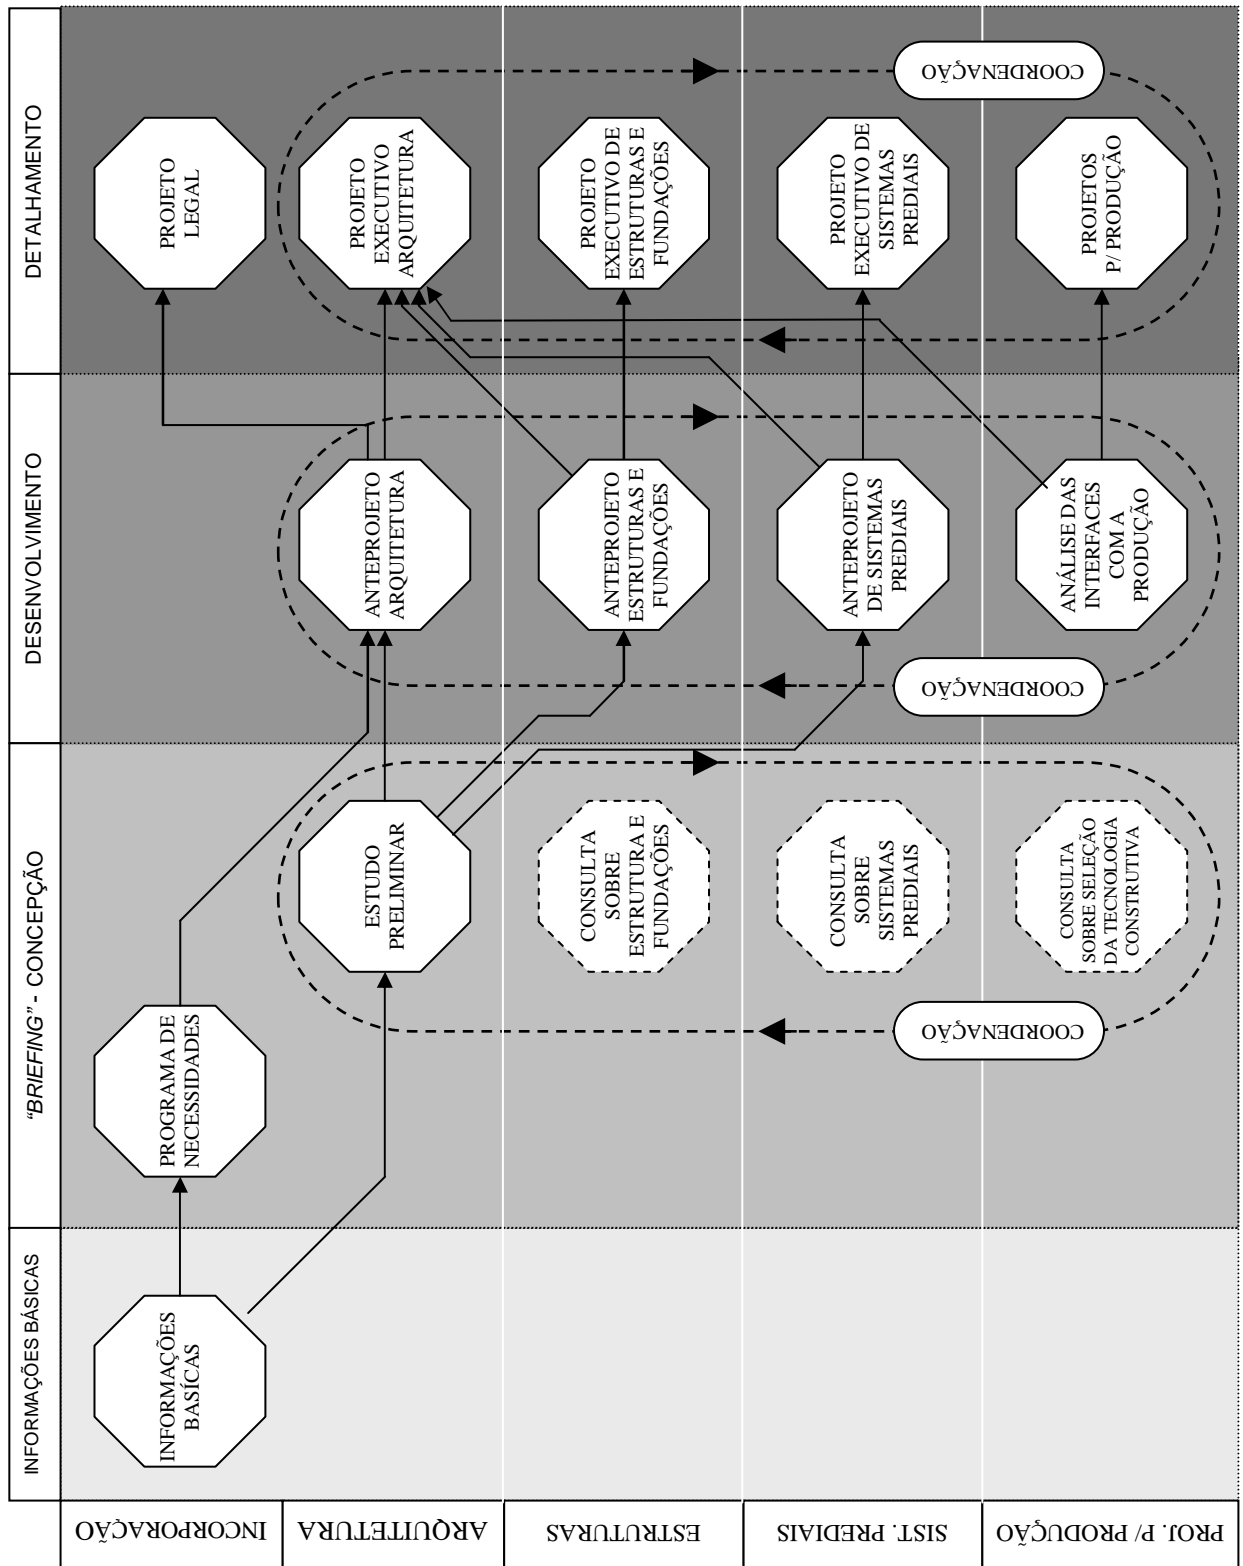 INFORMAÇÕES BÁSICAS
"BRIEFING" - CONCEPÇÃO
DESENVOLVIMENTO
DETALHAMENTO
INCORPORAÇÃO
INFORMAÇÕES
BASÍCAS
PROGRAMA DE
NECESSIDADES
PROJETO
LEGAL
ARQUITETURA
ESTUDO
PRELIMINAR
ANTEPROJETO
ARQUITETURA
PROJETO
EXECUTIVO
ARQUITETURA
ESTRUTURAS
CONSULTA
SOBRE
ESTRUTURA E
FUNDAÇÕES
ANTEPROJETO
ESTRUTURAS E
FUNDAÇÕES
PROJETO
EXECUTIVO DE
ESTRUTURAS E
FUNDAÇÕES
SIST. PREDIAIS
CONSULTA
SOBRE
SISTEMAS
PREDIAIS
ANTEPROJETO
DE SISTEMAS
PREDIAIS
PROJETO
EXECUTIVO DE
SISTEMAS
PREDIAIS
COORDENAÇÃO
COORDENAÇÃO
COORDENAÇÃO
PROJ. P/ PRODUÇÃO
CONSULTA
SOBRE SELEÇÃO
DA TECNOLOGIA
CONSTRUTIVA
ANÁLISE DAS
INTERFACES
COM A
PRODUÇÃO
PROJETOS
P/ PRODUÇÃO